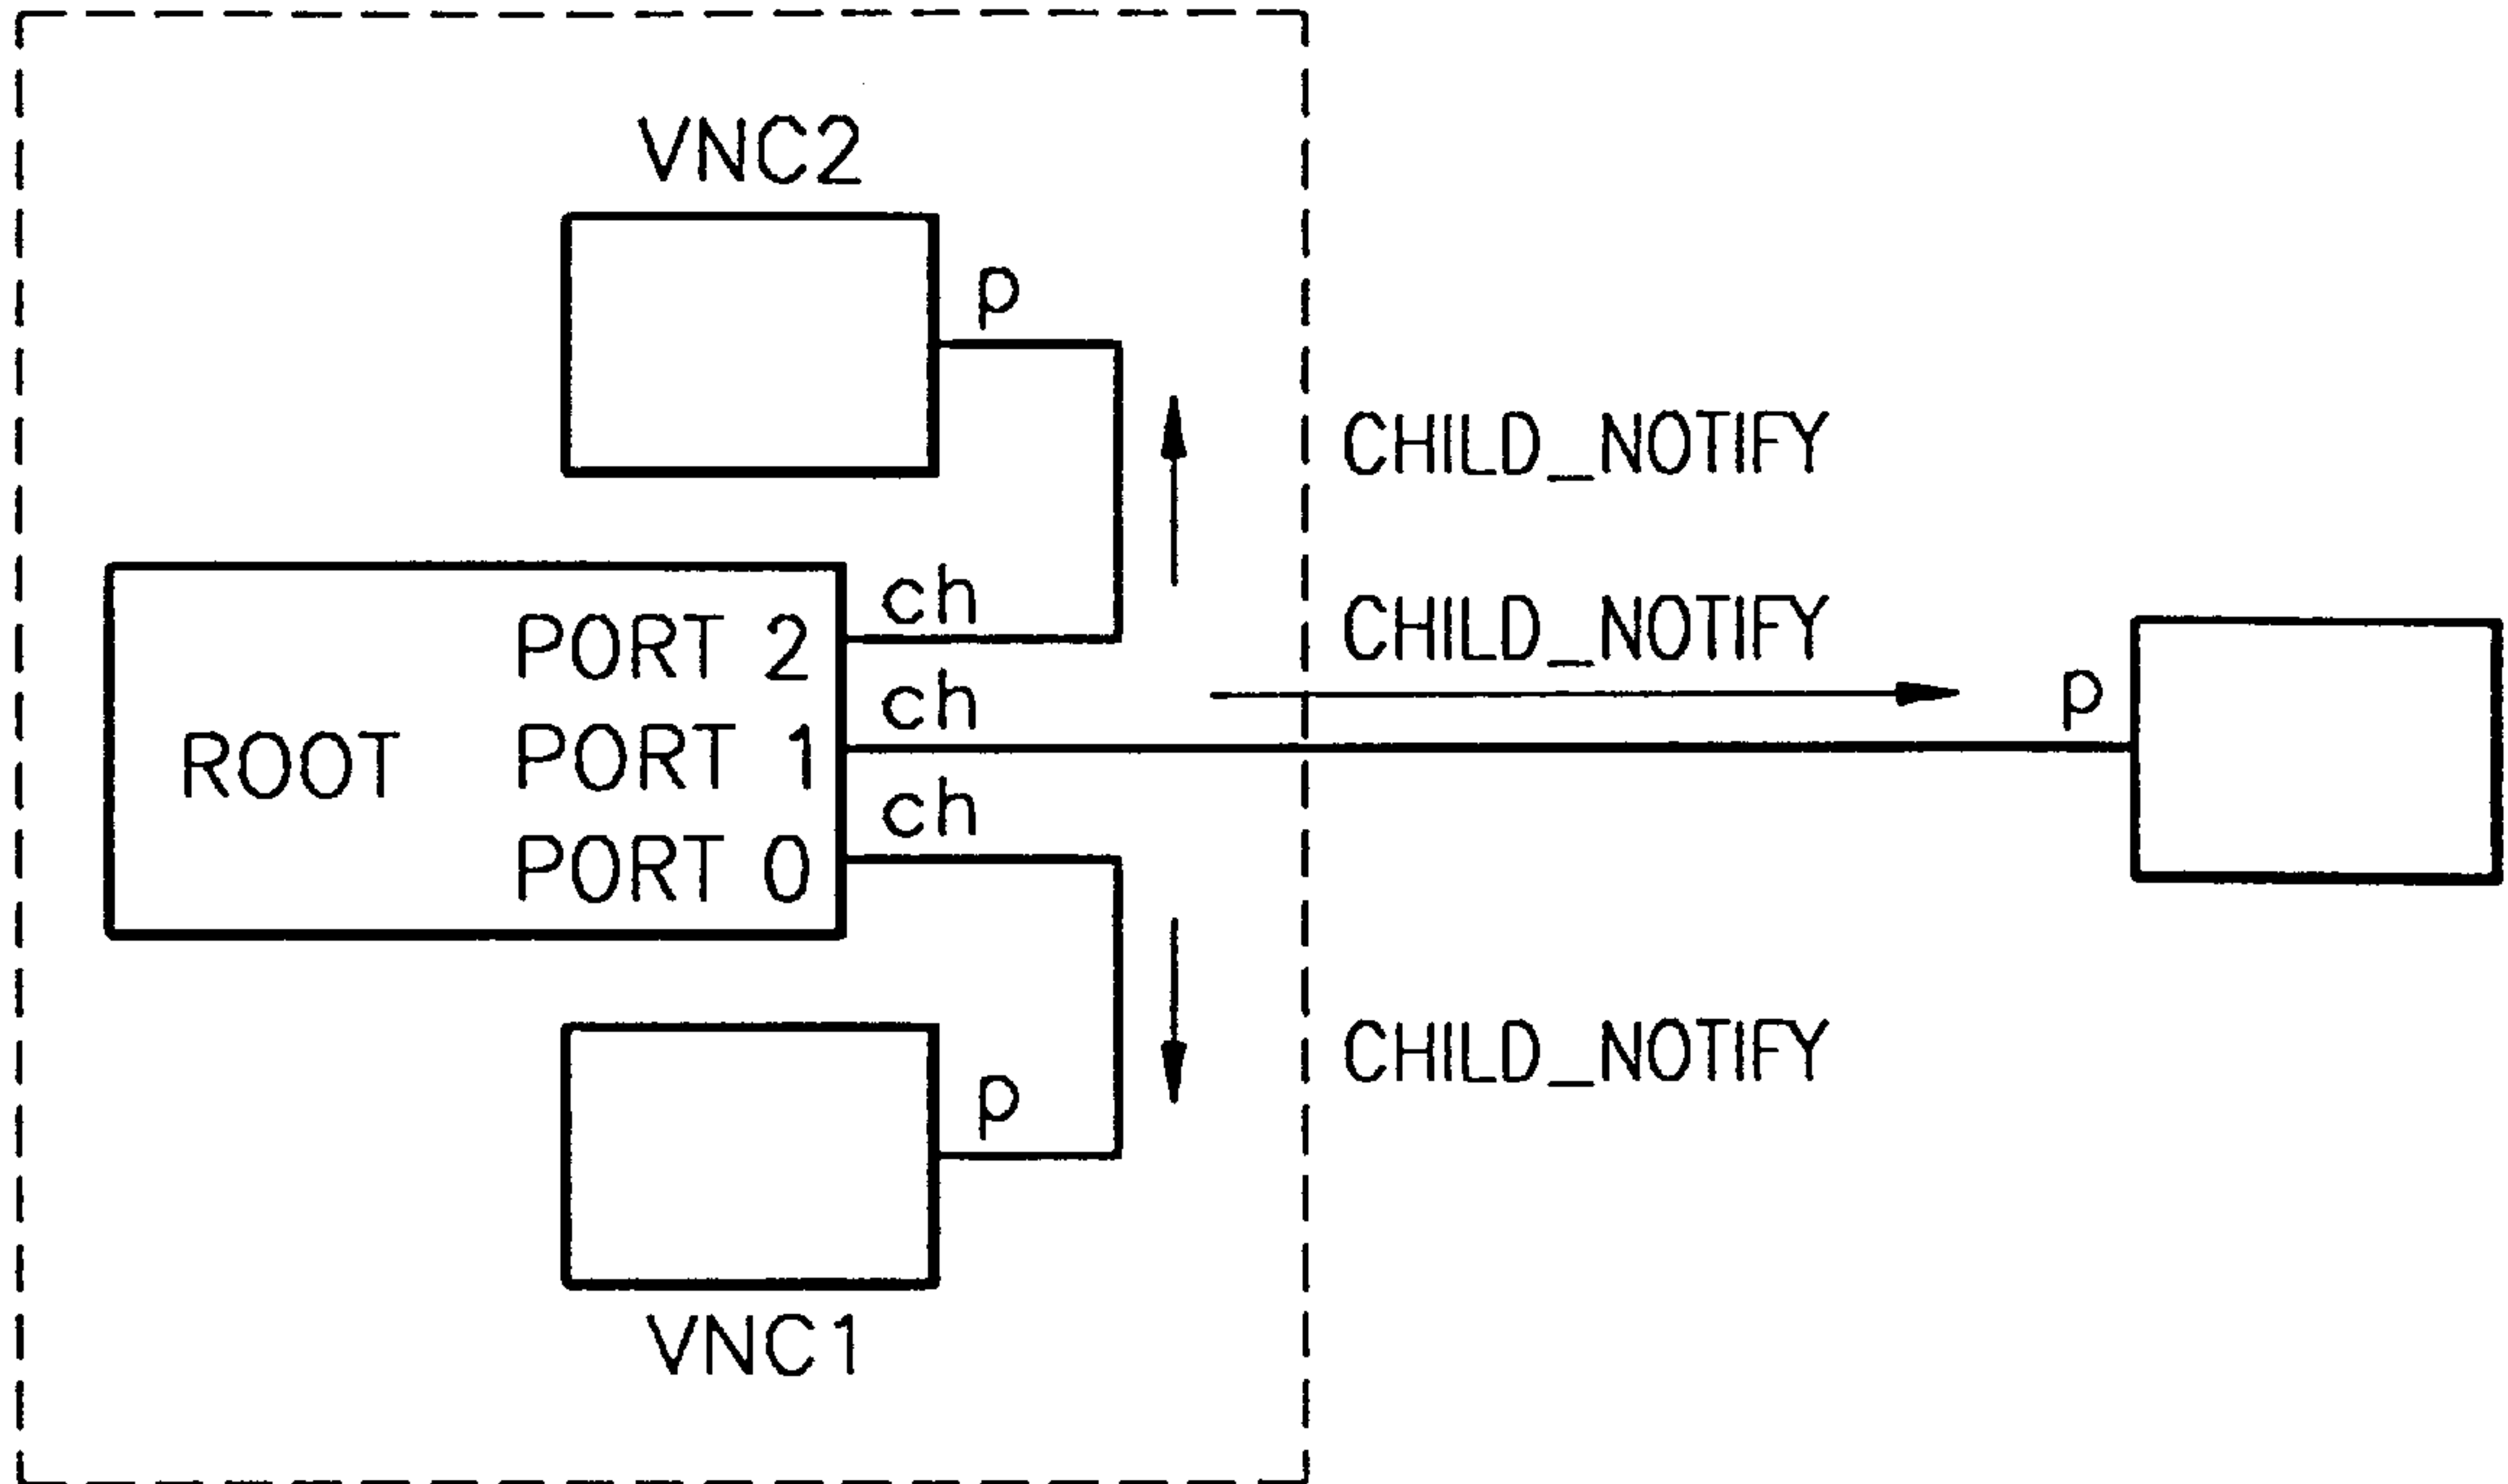 VNC2
p
CHILD_NOTIFY
ch
PORT 2
CHILD_NOTIFY
ch
p
ROOT
PORT 1
ch
PORT 0
CHILD_NOTIFY
p
VNC1